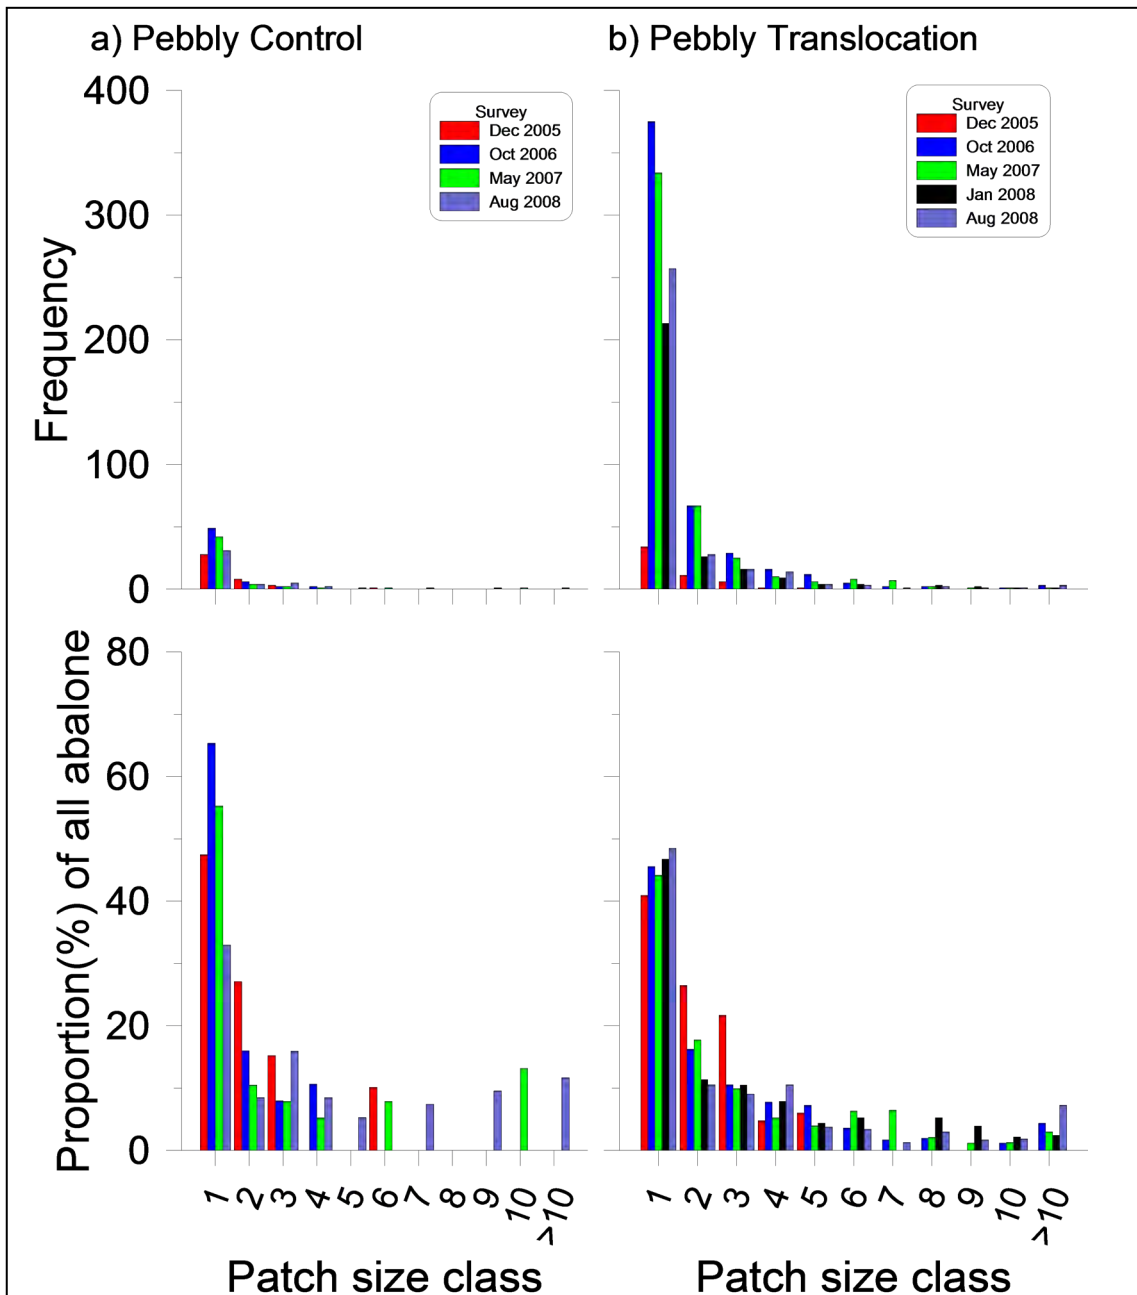 a) Pebbly Control
b) Pebbly Translocation
400
300
200
100
0
Frequency
Survey
Dec 2005
Oct 2006
May 2007
Aug 2008
Survey
Dec 2005
Oct 2006
May 2007
Jan 2008
Aug 2008
80
60
40
20
0
Proportion(%) of all abalone
1 2 3 4 5 6 7 8 9 10 >10
1 2 3 4 5 6 7 8 9 10 >10
Patch size class
Patch size class